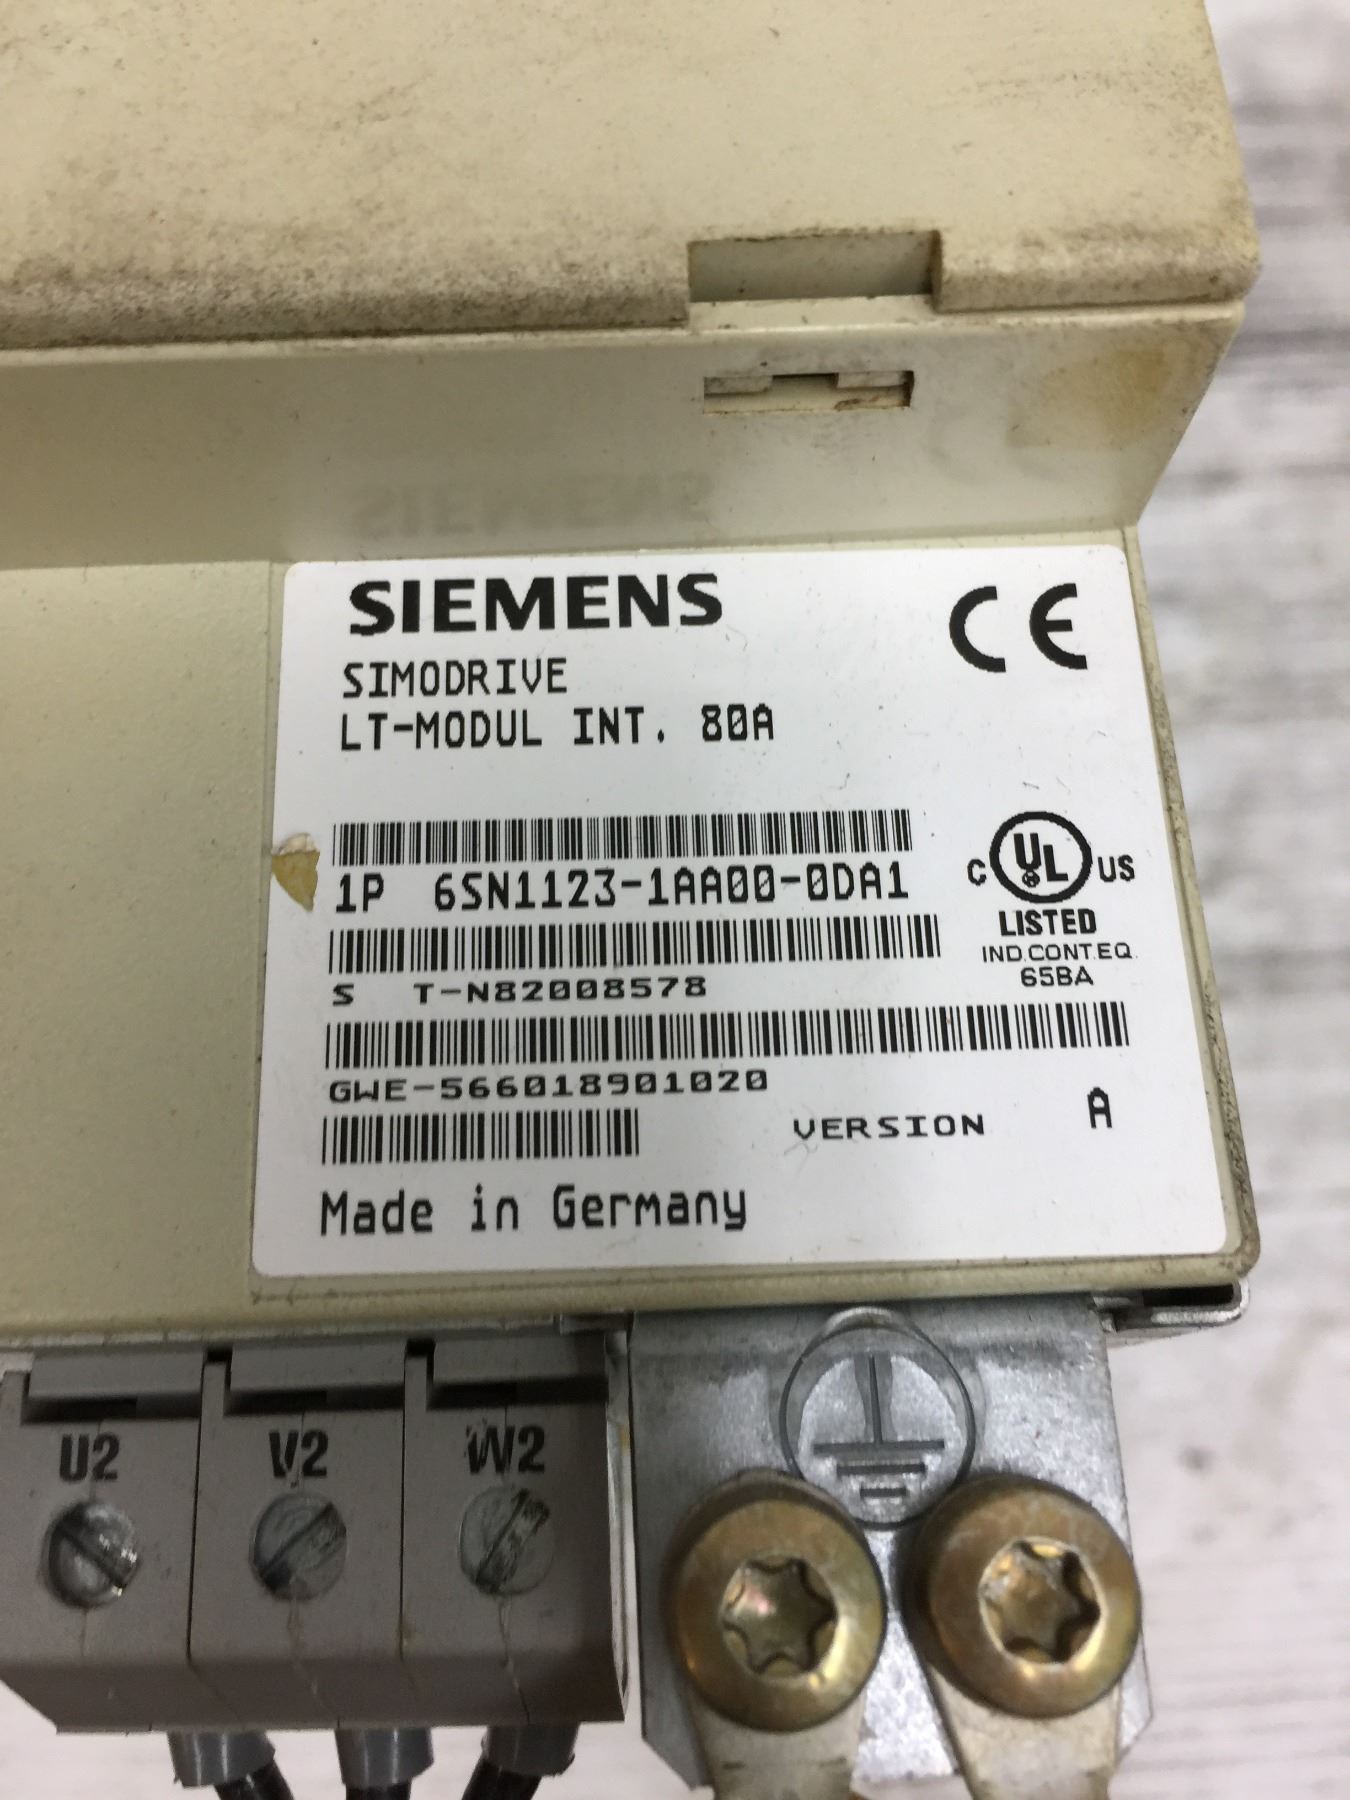 SIEMENS
CE
SIMODRIVE
LT-MODUL INT. 80A
1P 6SN1123-1AA00-0DA1
C UL US
LISTED
IND.CONT.EQ.
65BA
S T-N82008578
GWE-566018901020
VERSION A
Made in Germany
U2 V2 W2